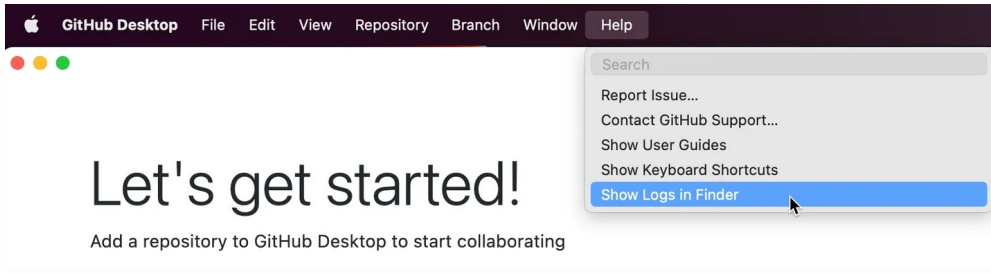 GitHub Desktop File Edit View Repository Branch Window Help
Search
Report Issue...
Contact GitHub Support...
Show User Guides
Show Keyboard Shortcuts
Show Logs in Finder
Let's get started!
Add a repository to GitHub Desktop to start collaborating